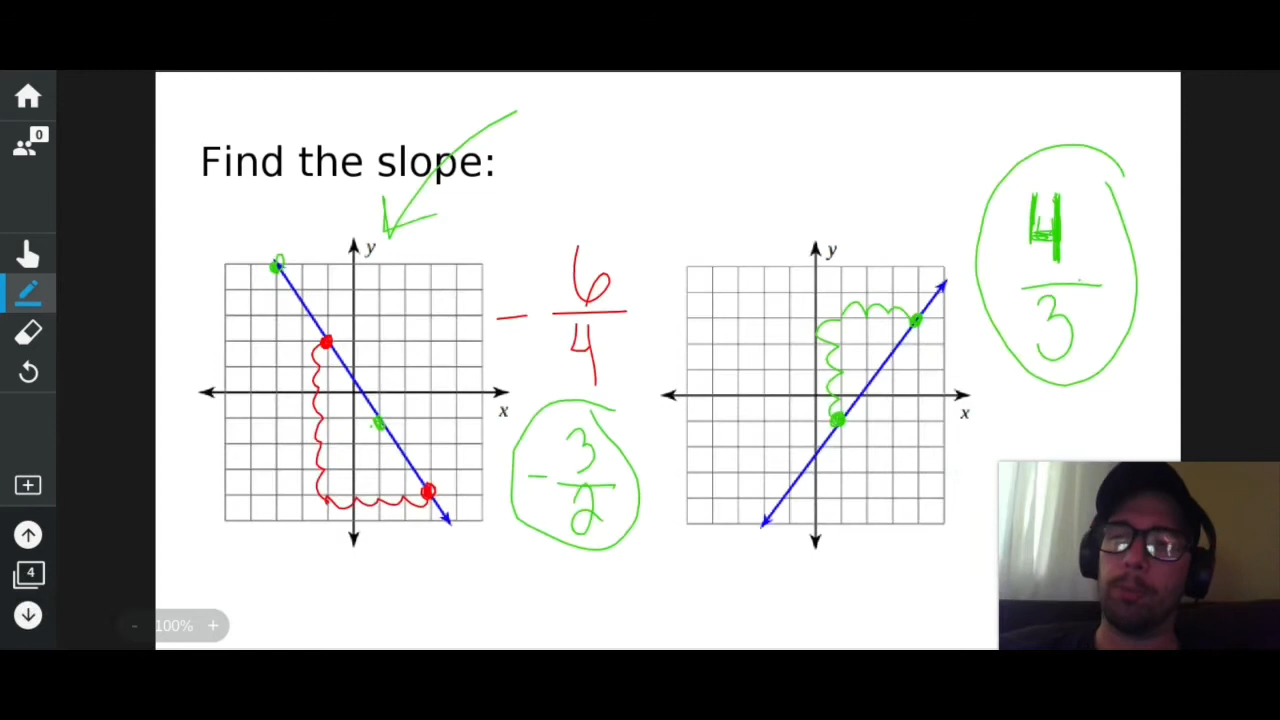 0
Find the slope:
y
x
- 6/4
- 3/2
y
x
4/3
4
- 100% +